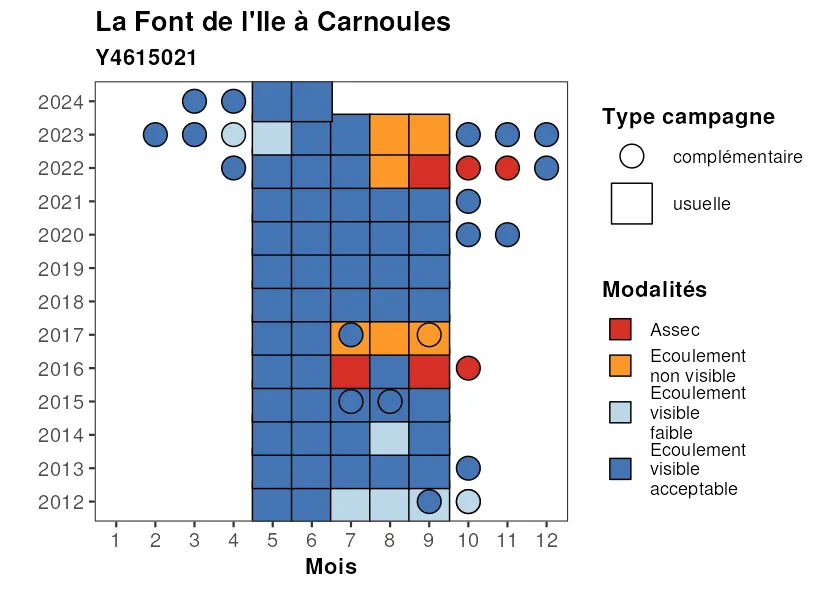 La Font de l'Ile à Carnoules
Y4615021
2024
2023
2022
2021
2020
2019
2018
2017
2016
2015
2014
2013
2012
1 2 3 4 5 6 7 8 9 10 11 12
Mois
Type campagne
complémentaire
usuelle
Modalités
Assec
Ecoulement
non visible
Ecoulement
visible
faible
Ecoulement
visible
acceptable